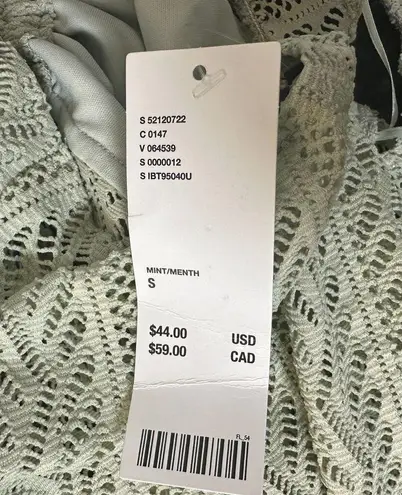 S 52120722
C 0147
V 064539
S 0000012
S IBT95040U
MINT/MENTH
S
$44.00 USD
$59.00 CAD
FL_54